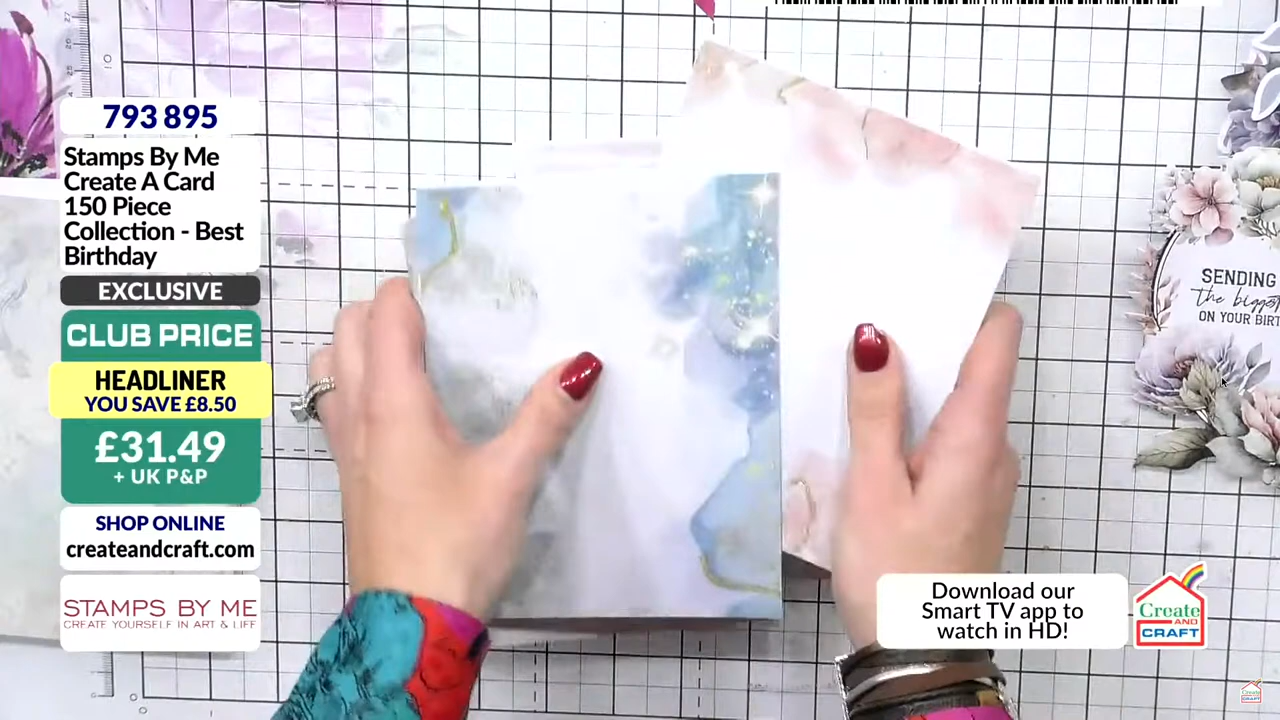 793 895
Stamps By Me
Create A Card
150 Piece
Collection - Best
Birthday
EXCLUSIVE
CLUB PRICE
HEADLINER
YOU SAVE £8.50
£31.49
+ UK P&P
SHOP ONLINE
createandcraft.com
STAMPS BY ME
CREATE YOURSELF IN ART & LIFE
SENDING
the
ON YOUR
Download our
Smart TV app to
watch in HD!
Create
AND
CRAFT